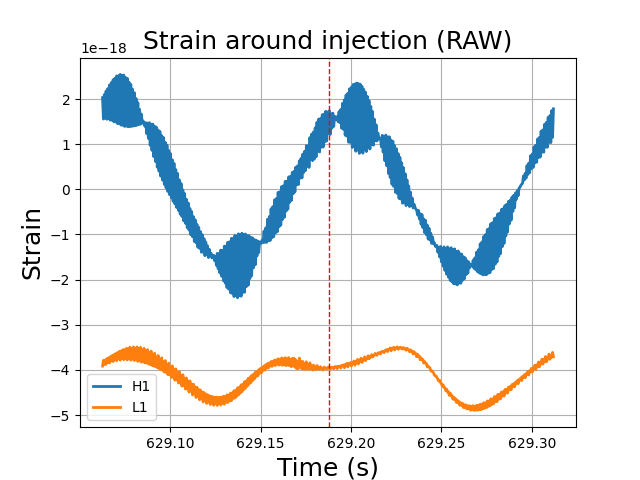 Strain around injection (RAW)
1e−18
2
1
0
−1
−2
−3
−4
−5
Strain
H1
L1
629.10 629.15 629.20 629.25 629.30
Time (s)